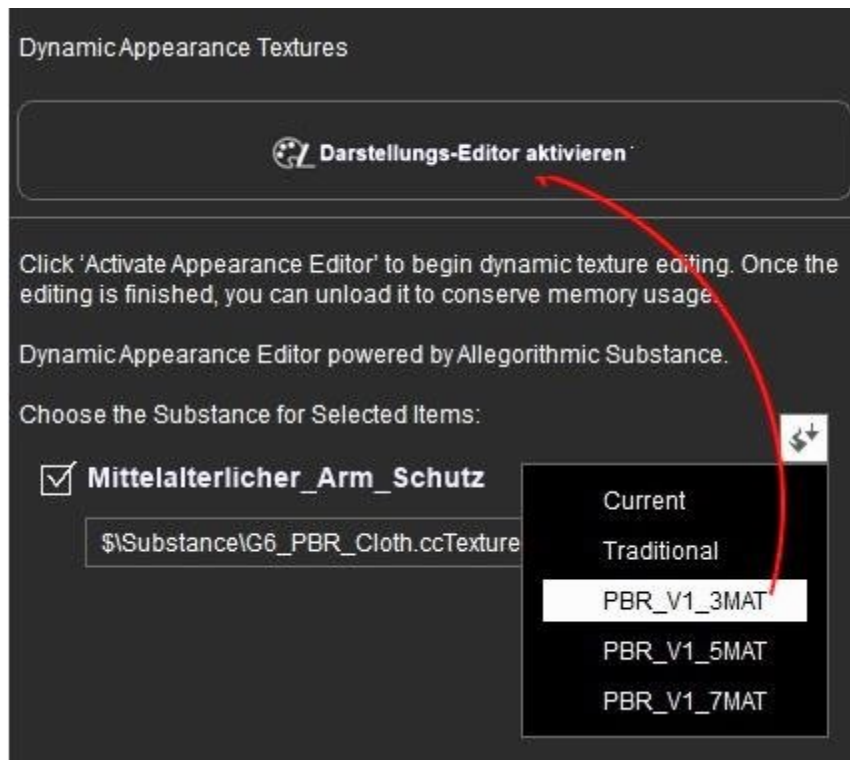 Dynamic Appearance Textures
Darstellungs-Editor aktivieren
Click 'Activate Appearance Editor' to begin dynamic texture editing. Once the
editing is finished, you can unload it to conserve memory usage.
Dynamic Appearance Editor powered by Allegorithmic Substance.
Choose the Substance for Selected Items:
Mittelalterlicher_Arm_Schutz
$\Substance\G6_PBR_Cloth.ccTexture
Current
Traditional
PBR_V1_3MAT
PBR_V1_5MAT
PBR_V1_7MAT